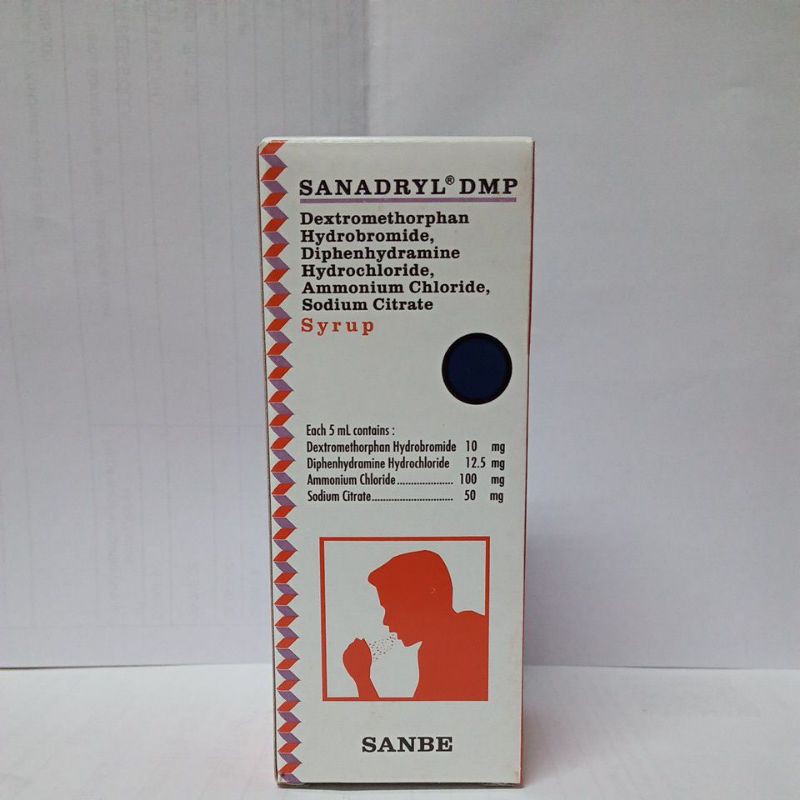 SANADRYL® DMP
Dextromethorphan
Hydrobromide,
Diphenhydramine
Hydrochloride,
Ammonium Chloride,
Sodium Citrate
Syrup
Each 5 mL contains :
Dextromethorphan Hydrobromide 10 mg
Diphenhydramine Hydrochloride 12.5 mg
Ammonium Chloride.................... 100 mg
Sodium Citrate............................. 50 mg
SANBE